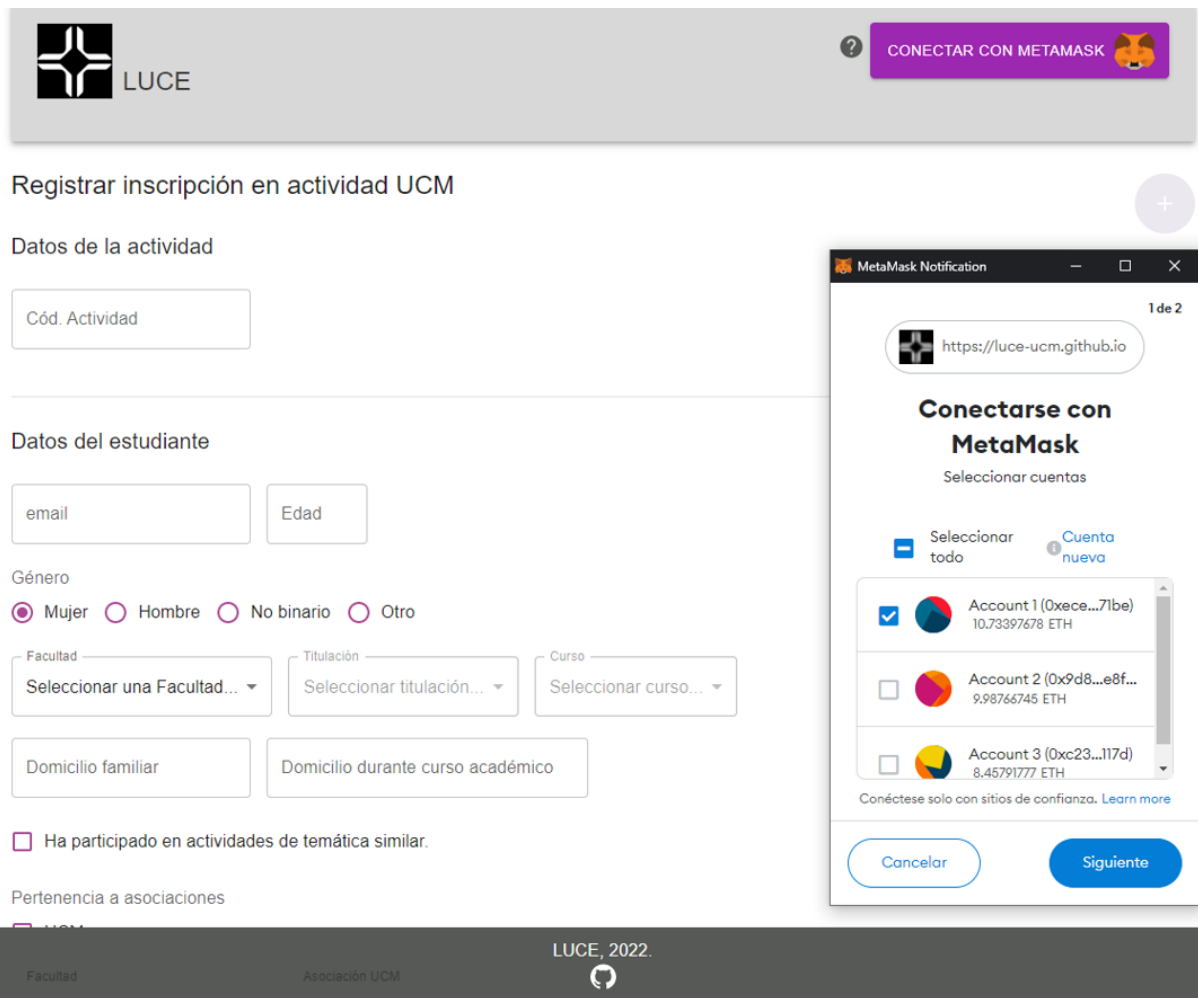 LUCE
CONECTAR CON METAMASK
Registrar inscripción en actividad UCM
Datos de la actividad
Cód. Actividad
Datos del estudiante
email
Edad
Género
Mujer
Hombre
No binario
Otro
Facultad
Seleccionar una Facultad...
Titulación
Seleccionar titulación...
Curso
Seleccionar curso...
Domicilio familiar
Domicilio durante curso académico
Ha participado en actividades de temática similar.
Pertenencia a asociaciones
UCM
Facultad
Asociación UCM
LUCE, 2022.
MetaMask Notification
1 de 2
https://luce-ucm.github.io
Conectarse con
MetaMask
Seleccionar cuentas
Seleccionar
todo
Cuenta
nueva
Account 1 (0xece...71be)
10.73397678 ETH
Account 2 (0x9d8...e8f...
9.98766745 ETH
Account 3 (0xc23...117d)
8.45791777 ETH
Conéctese solo con sitios de confianza. Learn more
Cancelar
Siguiente